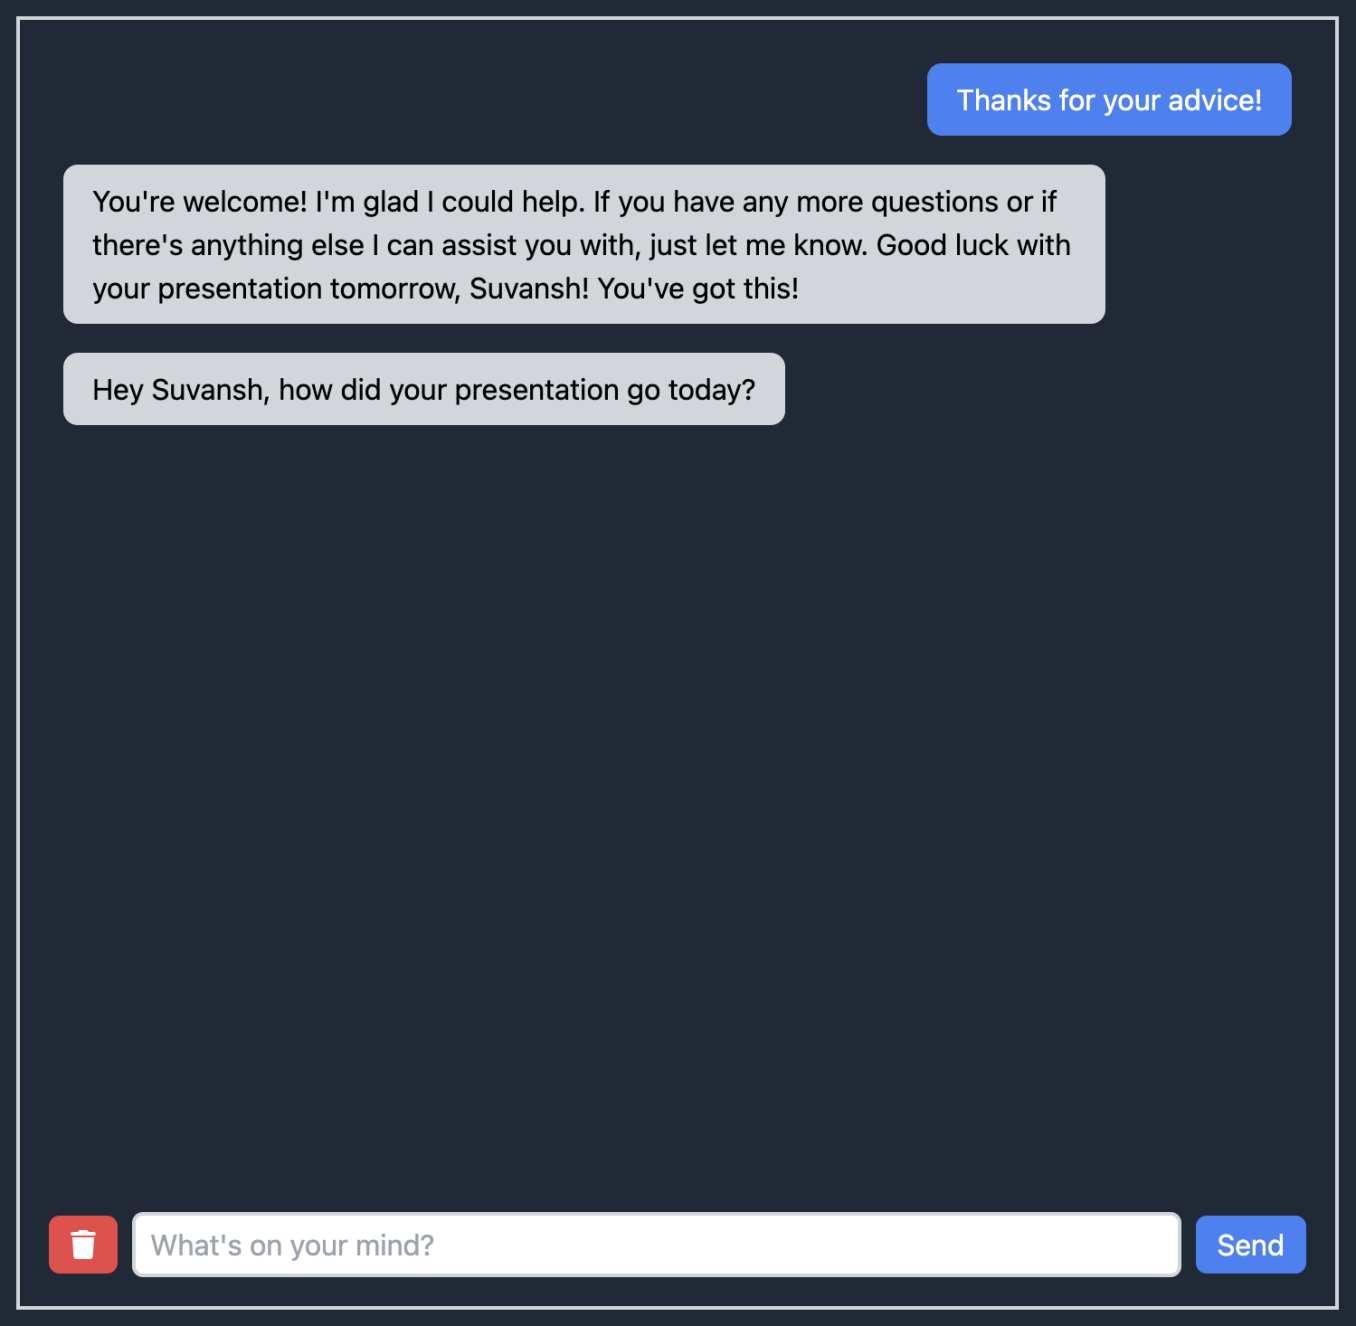 Thanks for your advice!
You're welcome! I'm glad I could help. If you have any more questions or if
there's anything else I can assist you with, just let me know. Good luck with
your presentation tomorrow, Suvansh! You've got this!
Hey Suvansh, how did your presentation go today?
What's on your mind?
Send